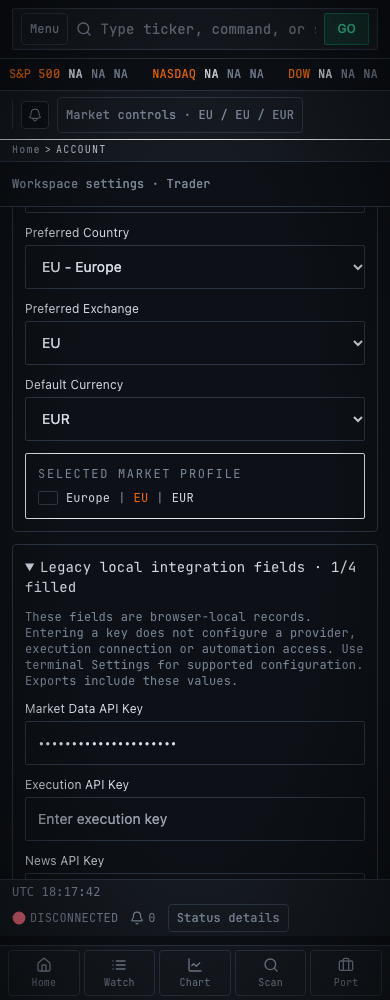 Menu Type ticker, command, or GO
S&P 500 NA NA NA NASDAQ NA NA NA DOW NA NA NA
Market controls · EU / EU / EUR
Home > ACCOUNT
Workspace settings · Trader
Preferred Country
EU - Europe
Preferred Exchange
EU
Default Currency
EUR
SELECTED MARKET PROFILE
Europe | EU | EUR
▼ Legacy local integration fields · 1/4
filled
These fields are browser-local records.
Entering a key does not configure a provider,
execution connection or automation access. Use
terminal Settings for supported configuration.
Exports include these values.
Market Data API Key
••••••••••••••••••••
Execution API Key
Enter execution key
News API Key
UTC 18:17:42
DISCONNECTED 0 Status details
Home Watch Chart Scan Port